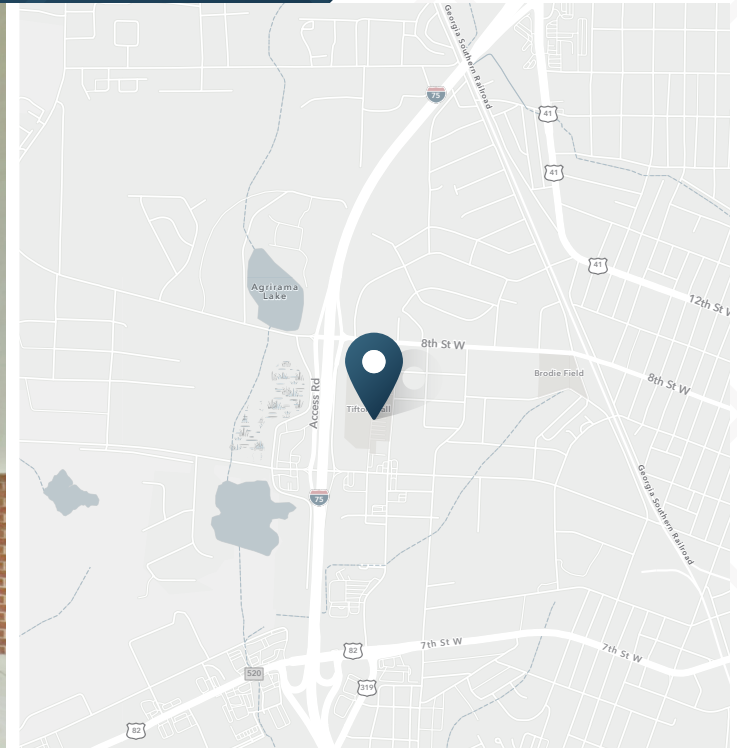 Georgia Southern Railroad
75
41
41
41
12th St W
Agrirama
Lake
8th St W
8th St W
Brodie Field
Access Rd
75
Georgia Southern Railroad
7th St W
7th St W
82
520
319
82